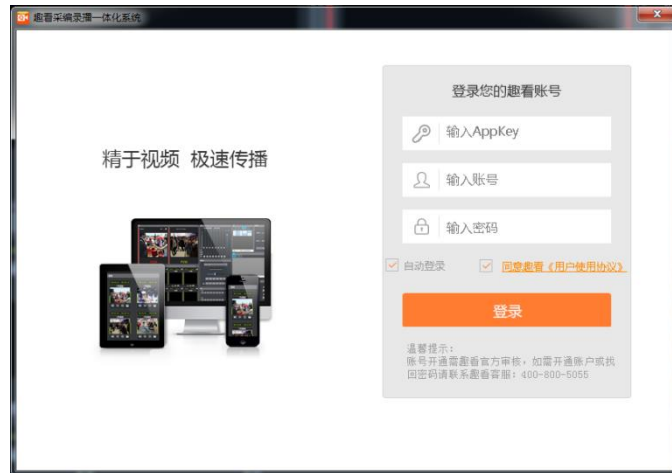 趣看采编录播一体化系统
精于视频 极速传播
登录您的趣看账号
输入AppKey
输入账号
输入密码
自动登录
同意趣看《用户使用协议》
登录
温馨提示：
账号开通需趣看官方审核，如需开通账户或找
回密码请联系趣看客服：400-800-5055